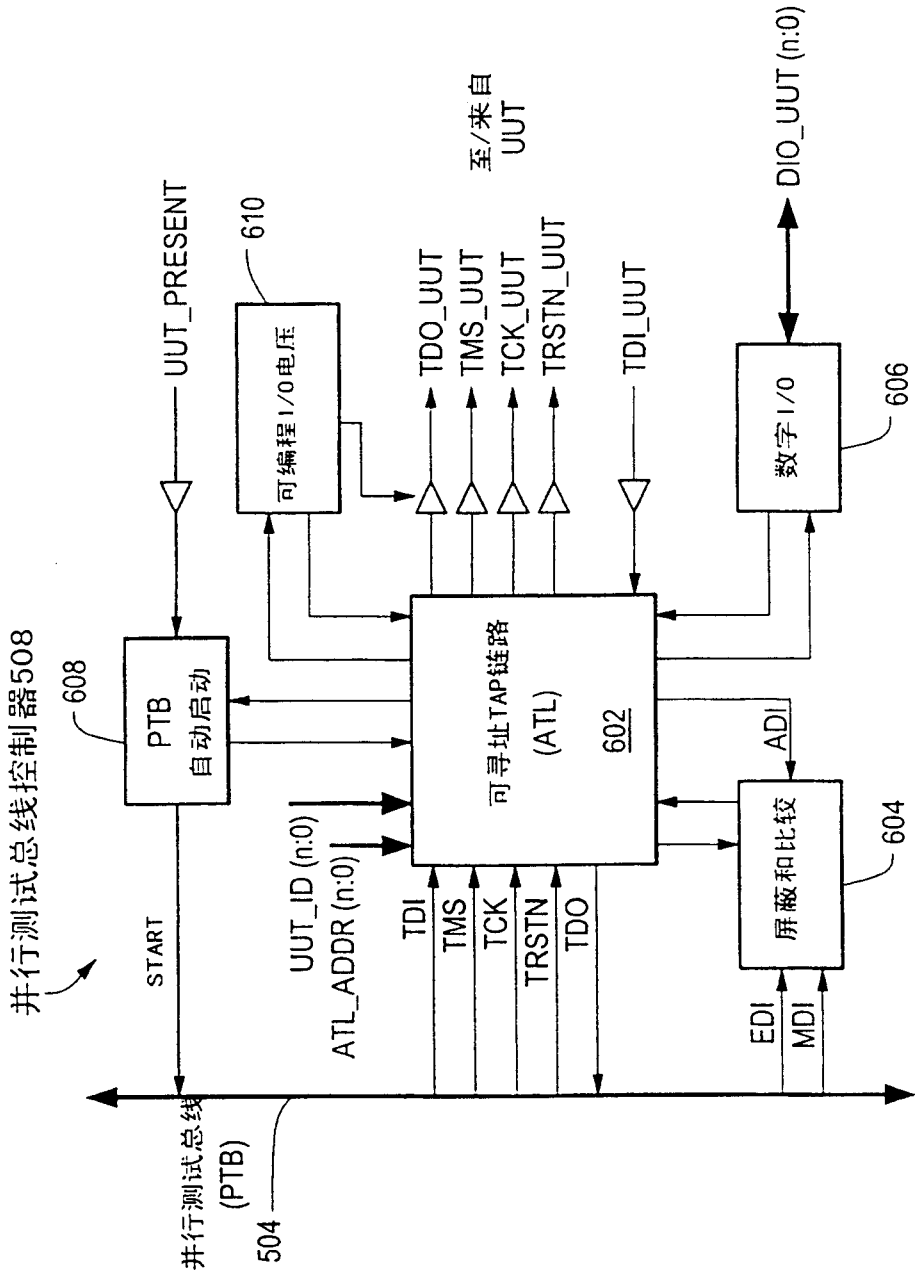 并行测试总线控制器508
START
608
PTB
自动启动
UUT_PRESENT
610
可编程I/O电压
UUT_ID (n:0)
ATL_ADDR (n:0)
TDI
TMS
TCK
TRSTN
TDO
可寻址TAP链路
(ATL)
602
TDO_UUT
TMS_UUT
TCK_UUT
TRSTN_UUT
TDI_UUT
至/来自
UUT
并行测试总线
(PTB)
504
EDI
MDI
ADI
屏蔽和比较
604
数字I/O
606
DIO_UUT (n:0)